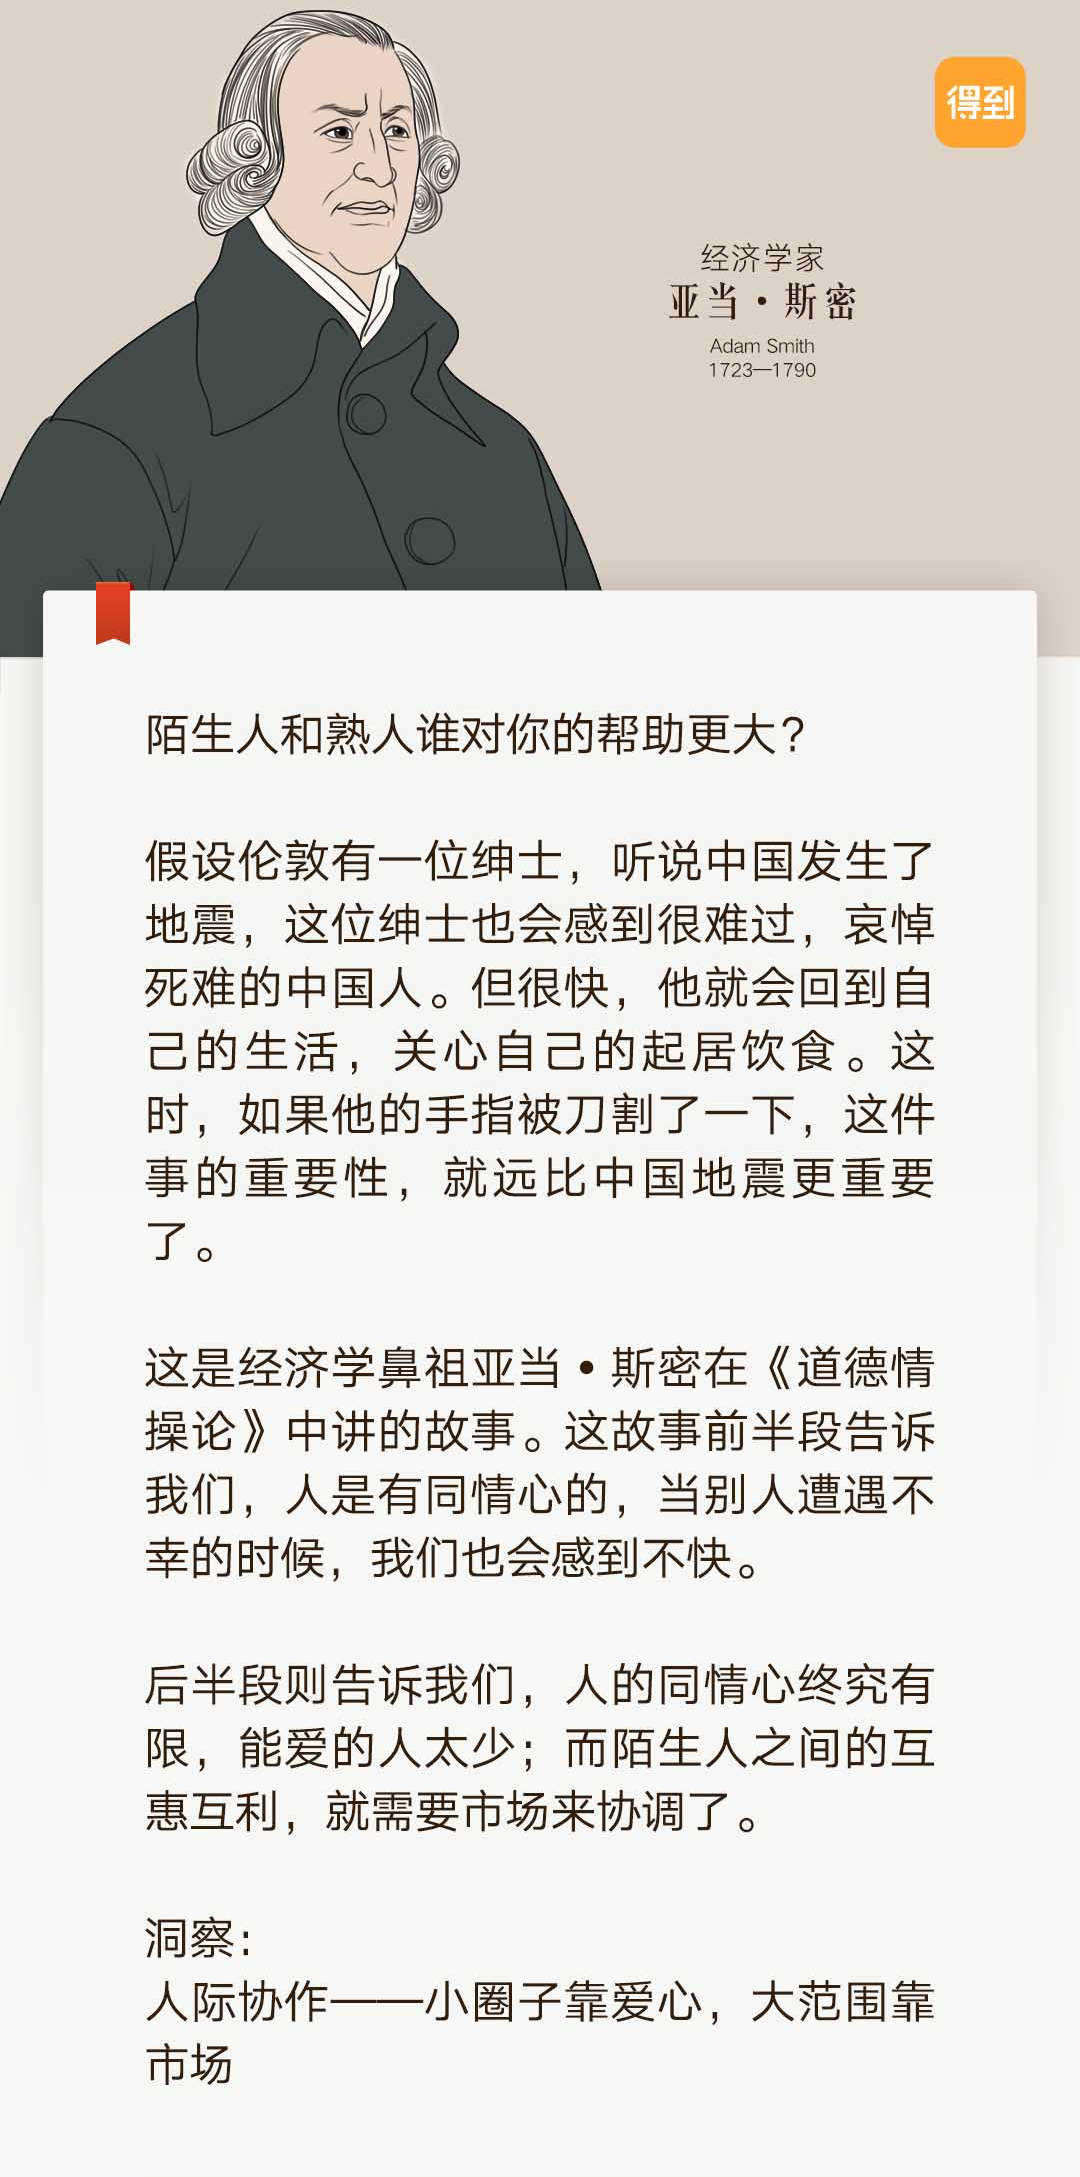 得到
经济学家
亚当·斯密
Adam Smith
1723—1790
陌生人和熟人谁对你的帮助更大？
假设伦敦有一位绅士，听说中国发生了
地震，这位绅士也会感到很难过，哀悼
死难的中国人。但很快，他就会回到自
己的生活，关心自己的起居饮食。这
时，如果他的手指被刀割了一下，这件
事的重要性，就远比中国地震更重要
了。
这是经济学鼻祖亚当•斯密在《道德情
操论》中讲的故事。这故事前半段告诉
我们，人是有同情心的，当别人遭遇不
幸的时候，我们也会感到不快。
后半段则告诉我们，人的同情心终究有
限，能爱的人太少；而陌生人之间的互
惠互利，就需要市场来协调了。
洞察：
人际协作——小圈子靠爱心，大范围靠
市场